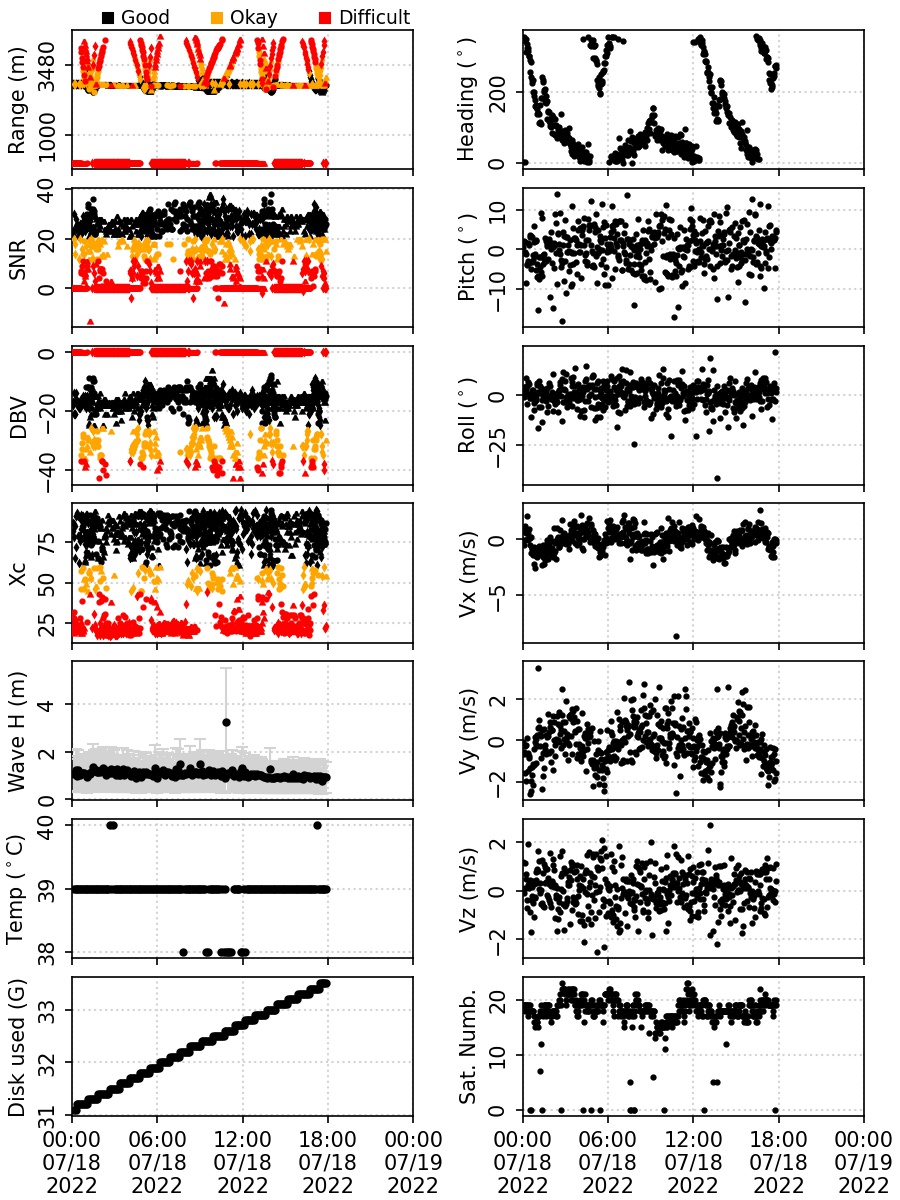 Good Okay Difficult
Range (m)
3480
1000
Heading (°)
200
0
SNR
40
20
0
Pitch (°)
10
0
−10
DBV
0
−20
−40
Roll (°)
0
−25
Xc
75
50
25
Vx (m/s)
0
−5
Wave H (m)
4
2
0
Vy (m/s)
2
0
−2
Temp (°C)
40
39
38
Vz (m/s)
2
0
−2
Disk used (G)
33
32
31
Sat. Numb.
20
10
0
00:00 06:00 12:00 18:00 00:00
07/18 07/18 07/18 07/18 07/19
2022 2022 2022 2022 2022
00:00 06:00 12:00 18:00 00:00
07/18 07/18 07/18 07/18 07/19
2022 2022 2022 2022 2022